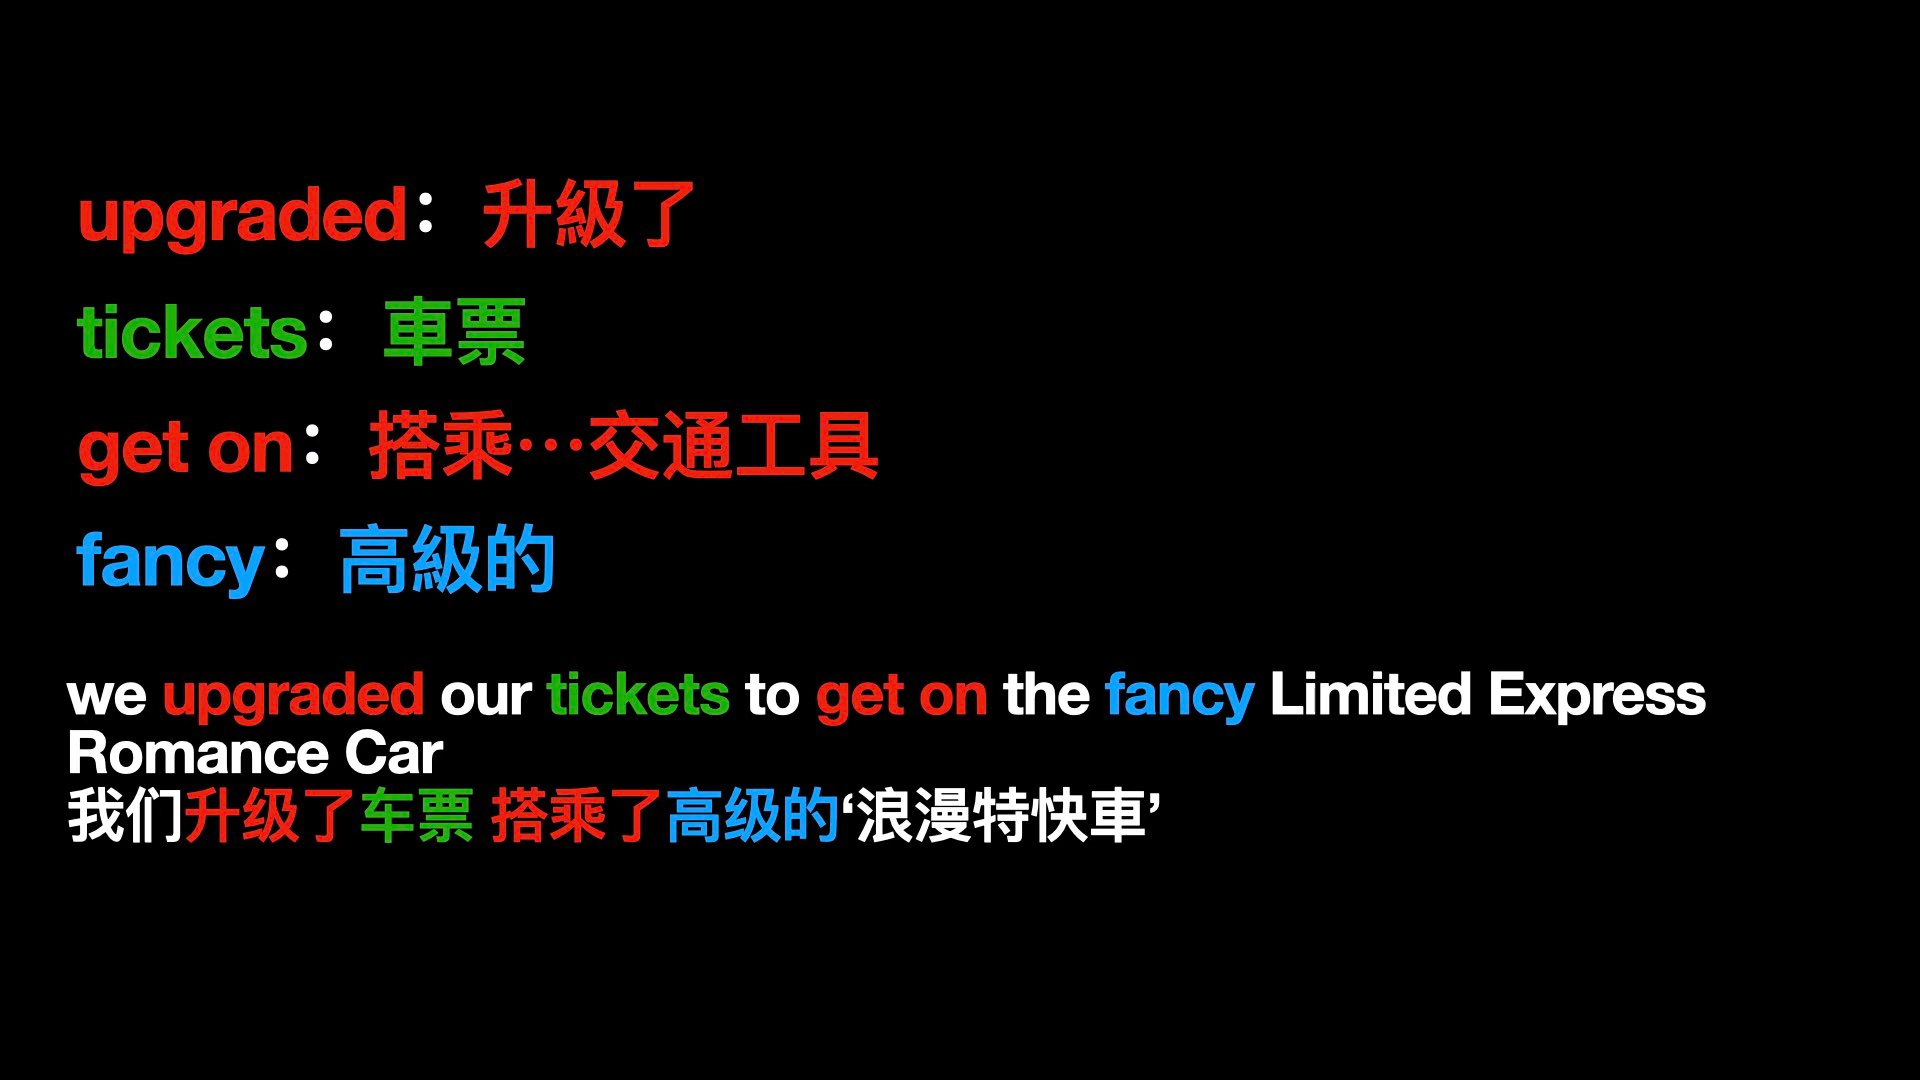 upgraded：升級了
tickets：車票
get on：搭乘⋯交通工具
fancy：高級的
we upgraded our tickets to get on the fancy Limited Express
Romance Car
我们升级了车票 搭乘了高级的‘浪漫特快車’